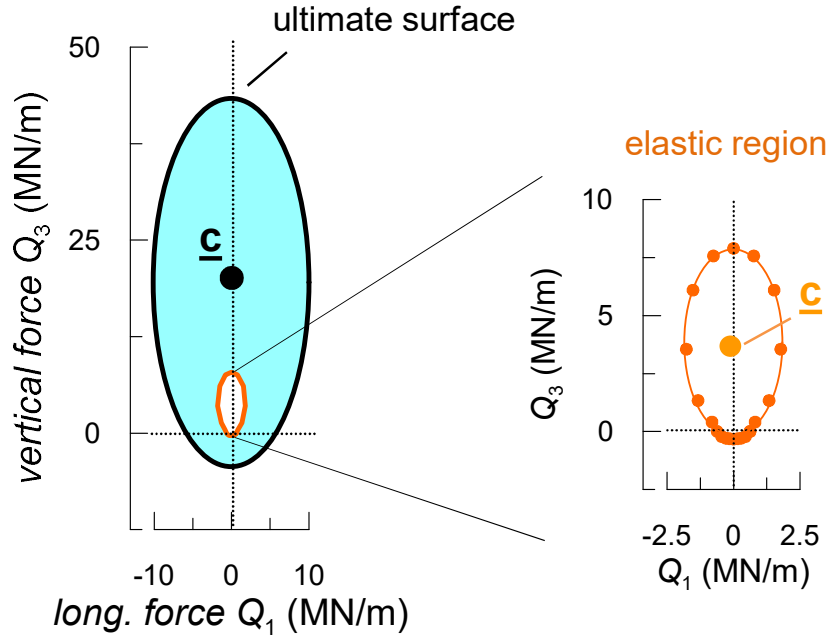 ultimate surface
50
25
0
vertical force Q3 (MN/m)
c
-10 0 10
long. force Q1 (MN/m)
elastic region
10
5
0
Q3 (MN/m)
c
-2.5 0 2.5
Q1 (MN/m)